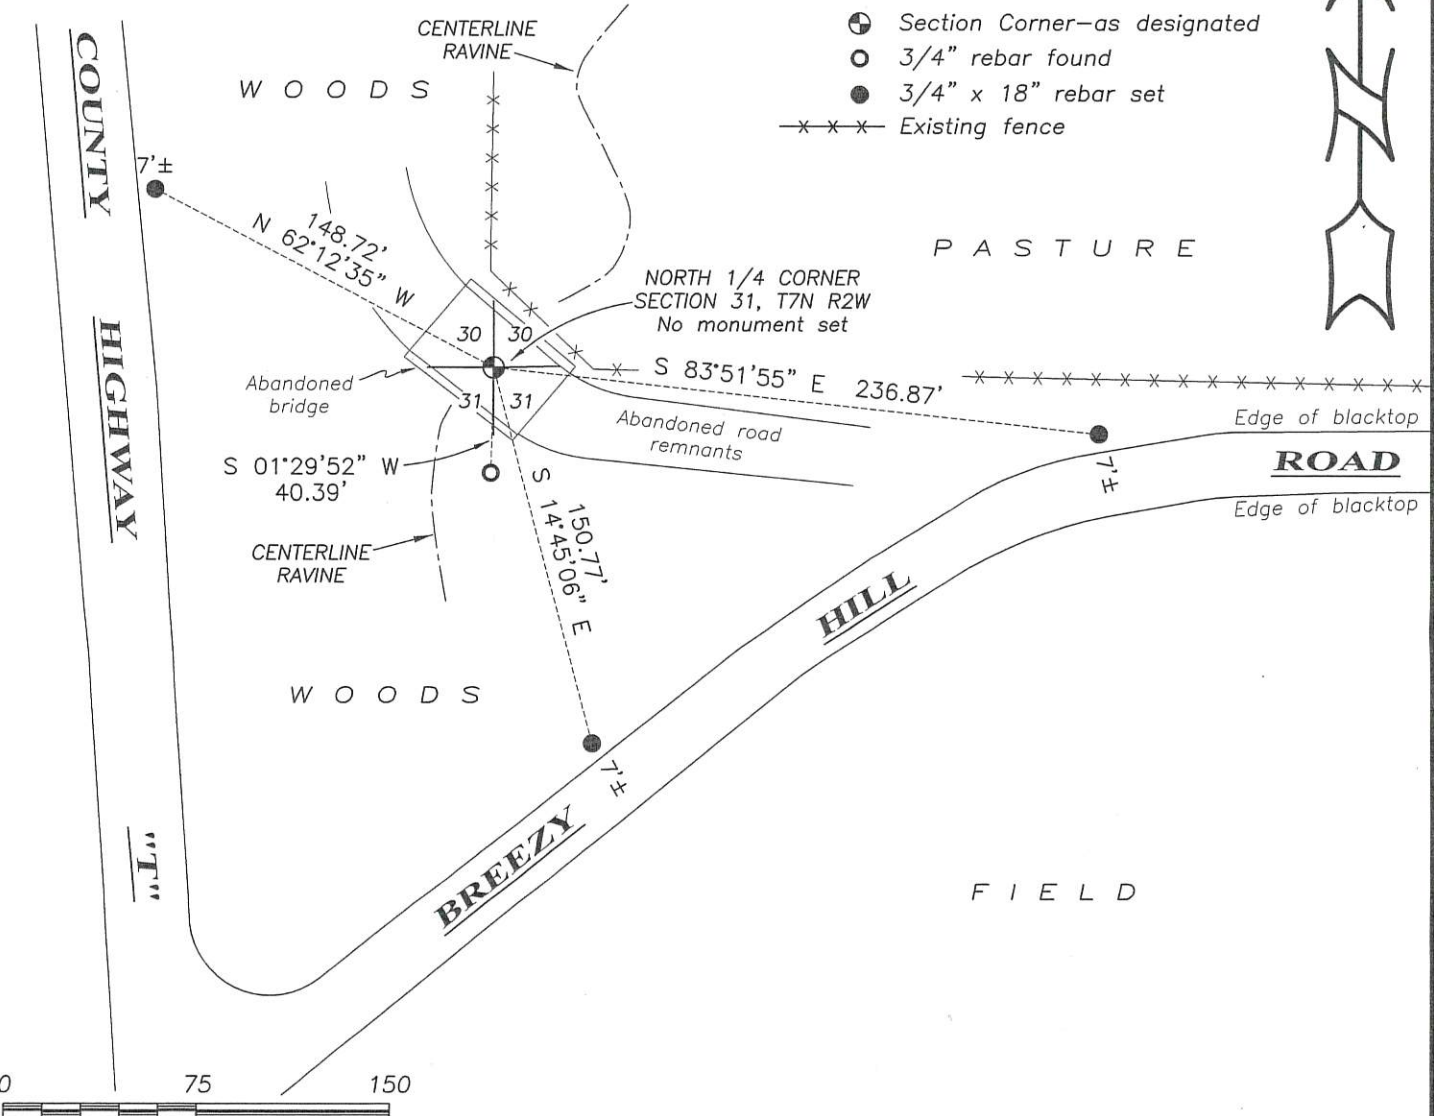 CENTERLINE
RAVINE
Section Corner—as designated
3/4" rebar found
3/4" x 18" rebar set
Existing fence
N
COUNTY
HIGHWAY
"T"
WOODS
7'±
148.72'
N 62°12'35" W
PASTURE
NORTH 1/4 CORNER
SECTION 31, T7N R2W
No monument set
30
30
31
31
Abandoned
bridge
S 83°51'55" E 236.87'
Abandoned road
remnants
Edge of blacktop
ROAD
Edge of blacktop
7'±
S 01°29'52" W
40.39'
CENTERLINE
RAVINE
150.77'
S 14°45'06" E
HILL
WOODS
7'±
BREEZY
FIELD
0
75
150